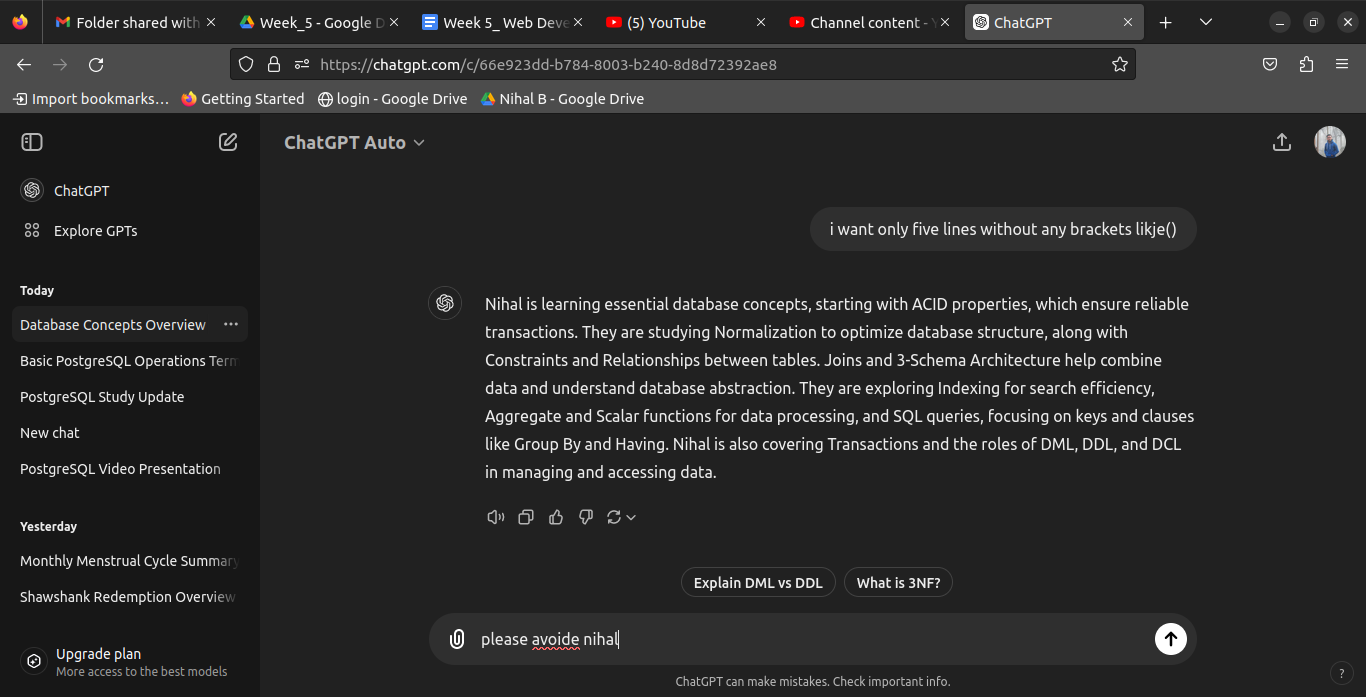 Folder shared with
Week_5 - Google D
Week 5_ Web Deve
(5) YouTube
Channel content - Y
ChatGPT
https://chatgpt.com/c/66e923dd-b784-8003-b240-8d8d72392ae8
Import bookmarks...
Getting Started
login - Google Drive
Nihal B - Google Drive
ChatGPT Auto
ChatGPT
Explore GPTs
Today
Database Concepts Overview
Basic PostgreSQL Operations Term
PostgreSQL Study Update
New chat
PostgreSQL Video Presentation
Yesterday
Monthly Menstrual Cycle Summary
Shawshank Redemption Overview
Upgrade plan
More access to the best models
i want only five lines without any brackets likje()
Nihal is learning essential database concepts, starting with ACID properties, which ensure reliable
transactions. They are studying Normalization to optimize database structure, along with
Constraints and Relationships between tables. Joins and 3-Schema Architecture help combine
data and understand database abstraction. They are exploring Indexing for search efficiency,
Aggregate and Scalar functions for data processing, and SQL queries, focusing on keys and clauses
like Group By and Having. Nihal is also covering Transactions and the roles of DML, DDL, and DCL
in managing and accessing data.
Explain DML vs DDL
What is 3NF?
please avoide nihal
ChatGPT can make mistakes. Check important info.
?